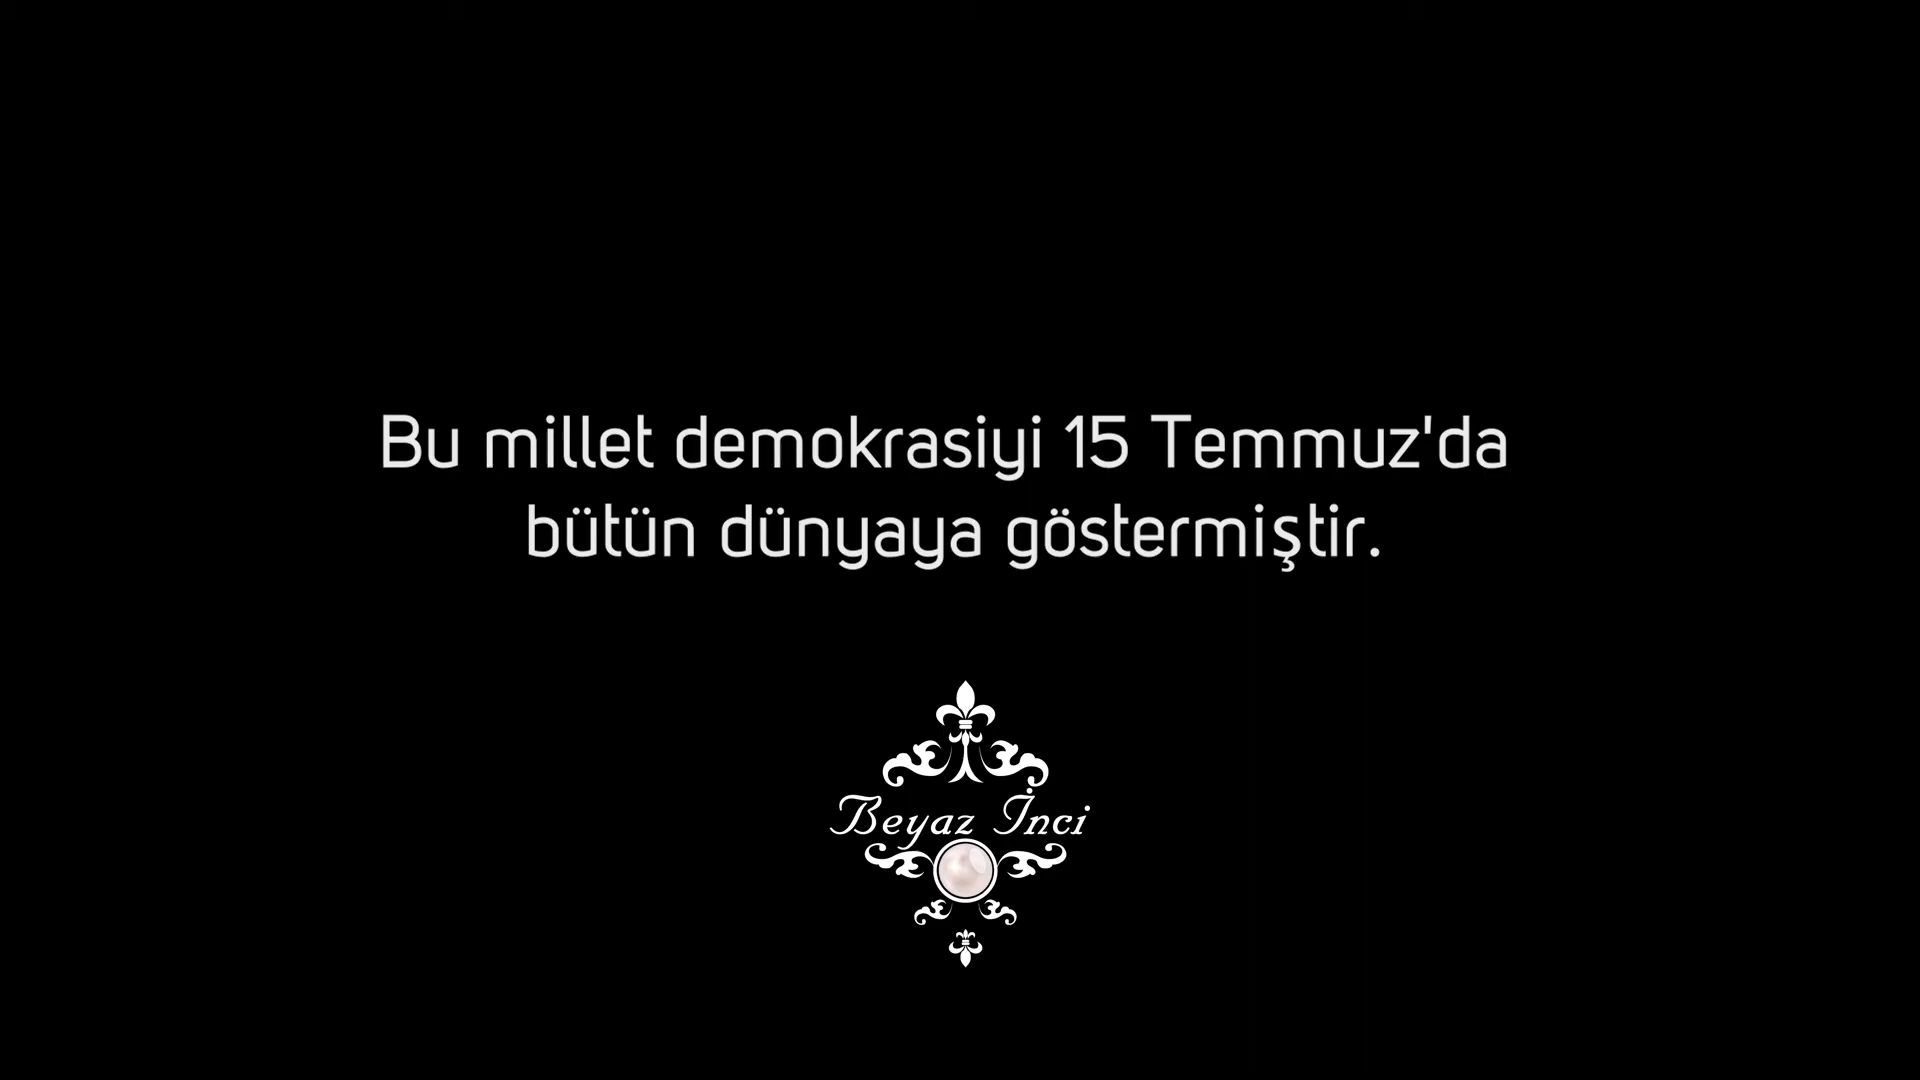 Bu millet demokrasiyi 15 Temmuz'da
bütün dünyaya göstermiştir.
Beyaz İnci